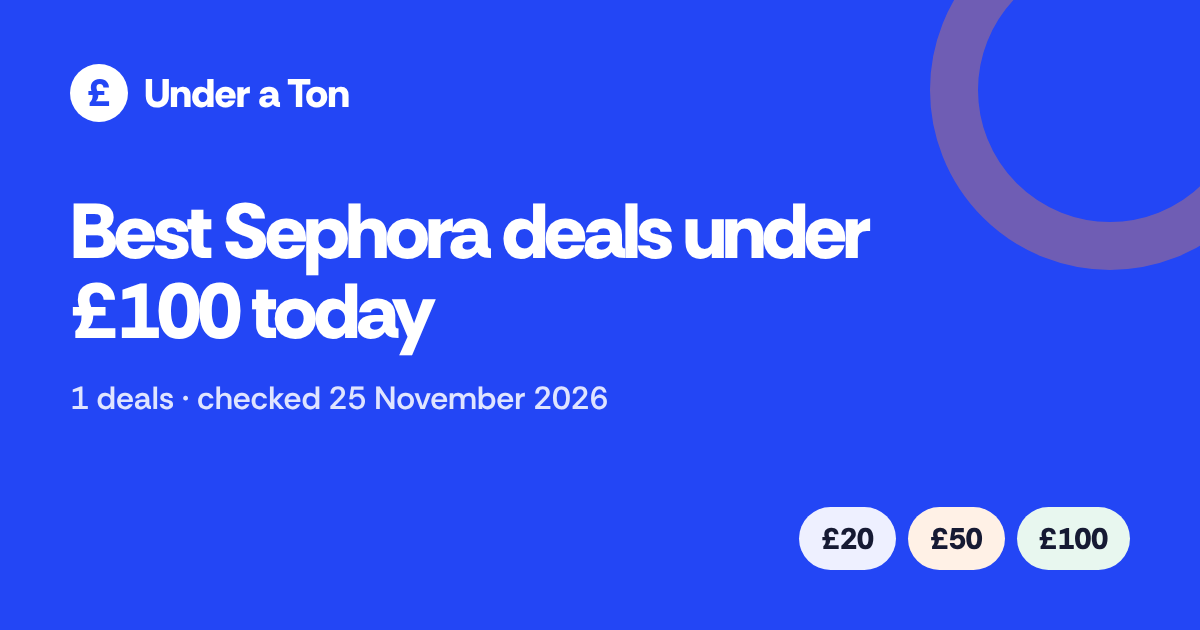 £ Under a Ton
Best Sephora deals under
£100 today
1 deals · checked 25 November 2026
£20 £50 £100